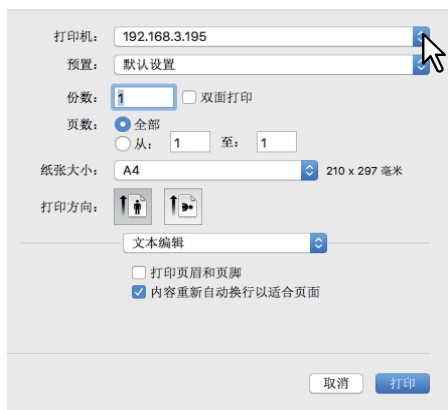 打印机： 192.168.3.195
预置： 默认设置
份数： 1 双面打印
页数： 全部
从： 1 至： 1
纸张大小： A4 210 x 297 毫米
打印方向：
文本编辑
打印页眉和页脚
内容重新自动换行以适合页面
取消 打印